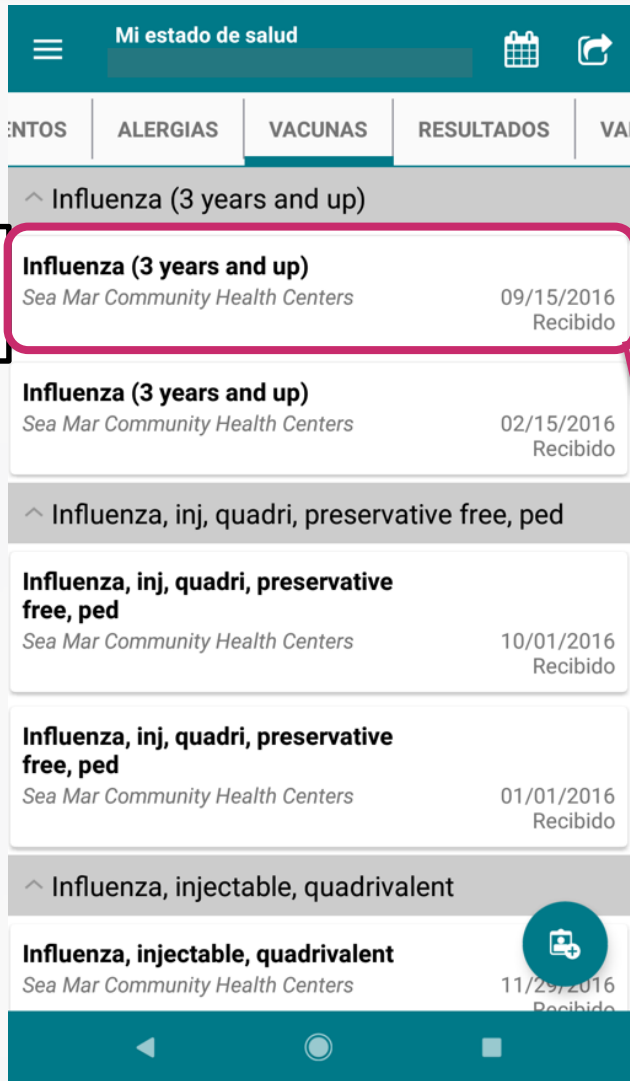 Mi estado de salud
ALERGIAS VACUNAS RESULTADOS
Influenza (3 years and up)
Influenza (3 years and up)
Sea Mar Community Health Centers 09/15/2016
Recibido
Influenza (3 years and up)
Sea Mar Community Health Centers 02/15/2016
Recibido
Influenza, inj, quadri, preservative free, ped
Influenza, inj, quadri, preservative
free, ped
Sea Mar Community Health Centers 10/01/2016
Recibido
Influenza, inj, quadri, preservative
free, ped
Sea Mar Community Health Centers 01/01/2016
Recibido
Influenza, injectable, quadrivalent
Influenza, injectable, quadrivalent
Sea Mar Community Health Centers 11/29/2016
Recibido